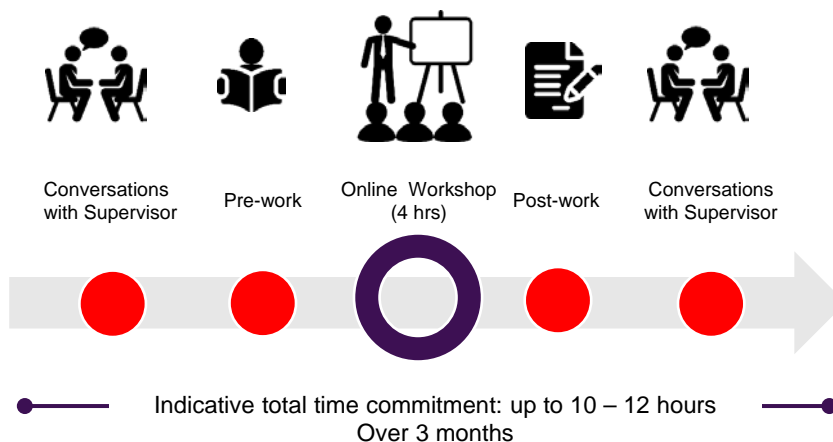 Conversations
with Supervisor
Pre-work
Online Workshop
(4 hrs)
Post-work
Conversations
with Supervisor
Indicative total time commitment: up to 10 – 12 hours
Over 3 months